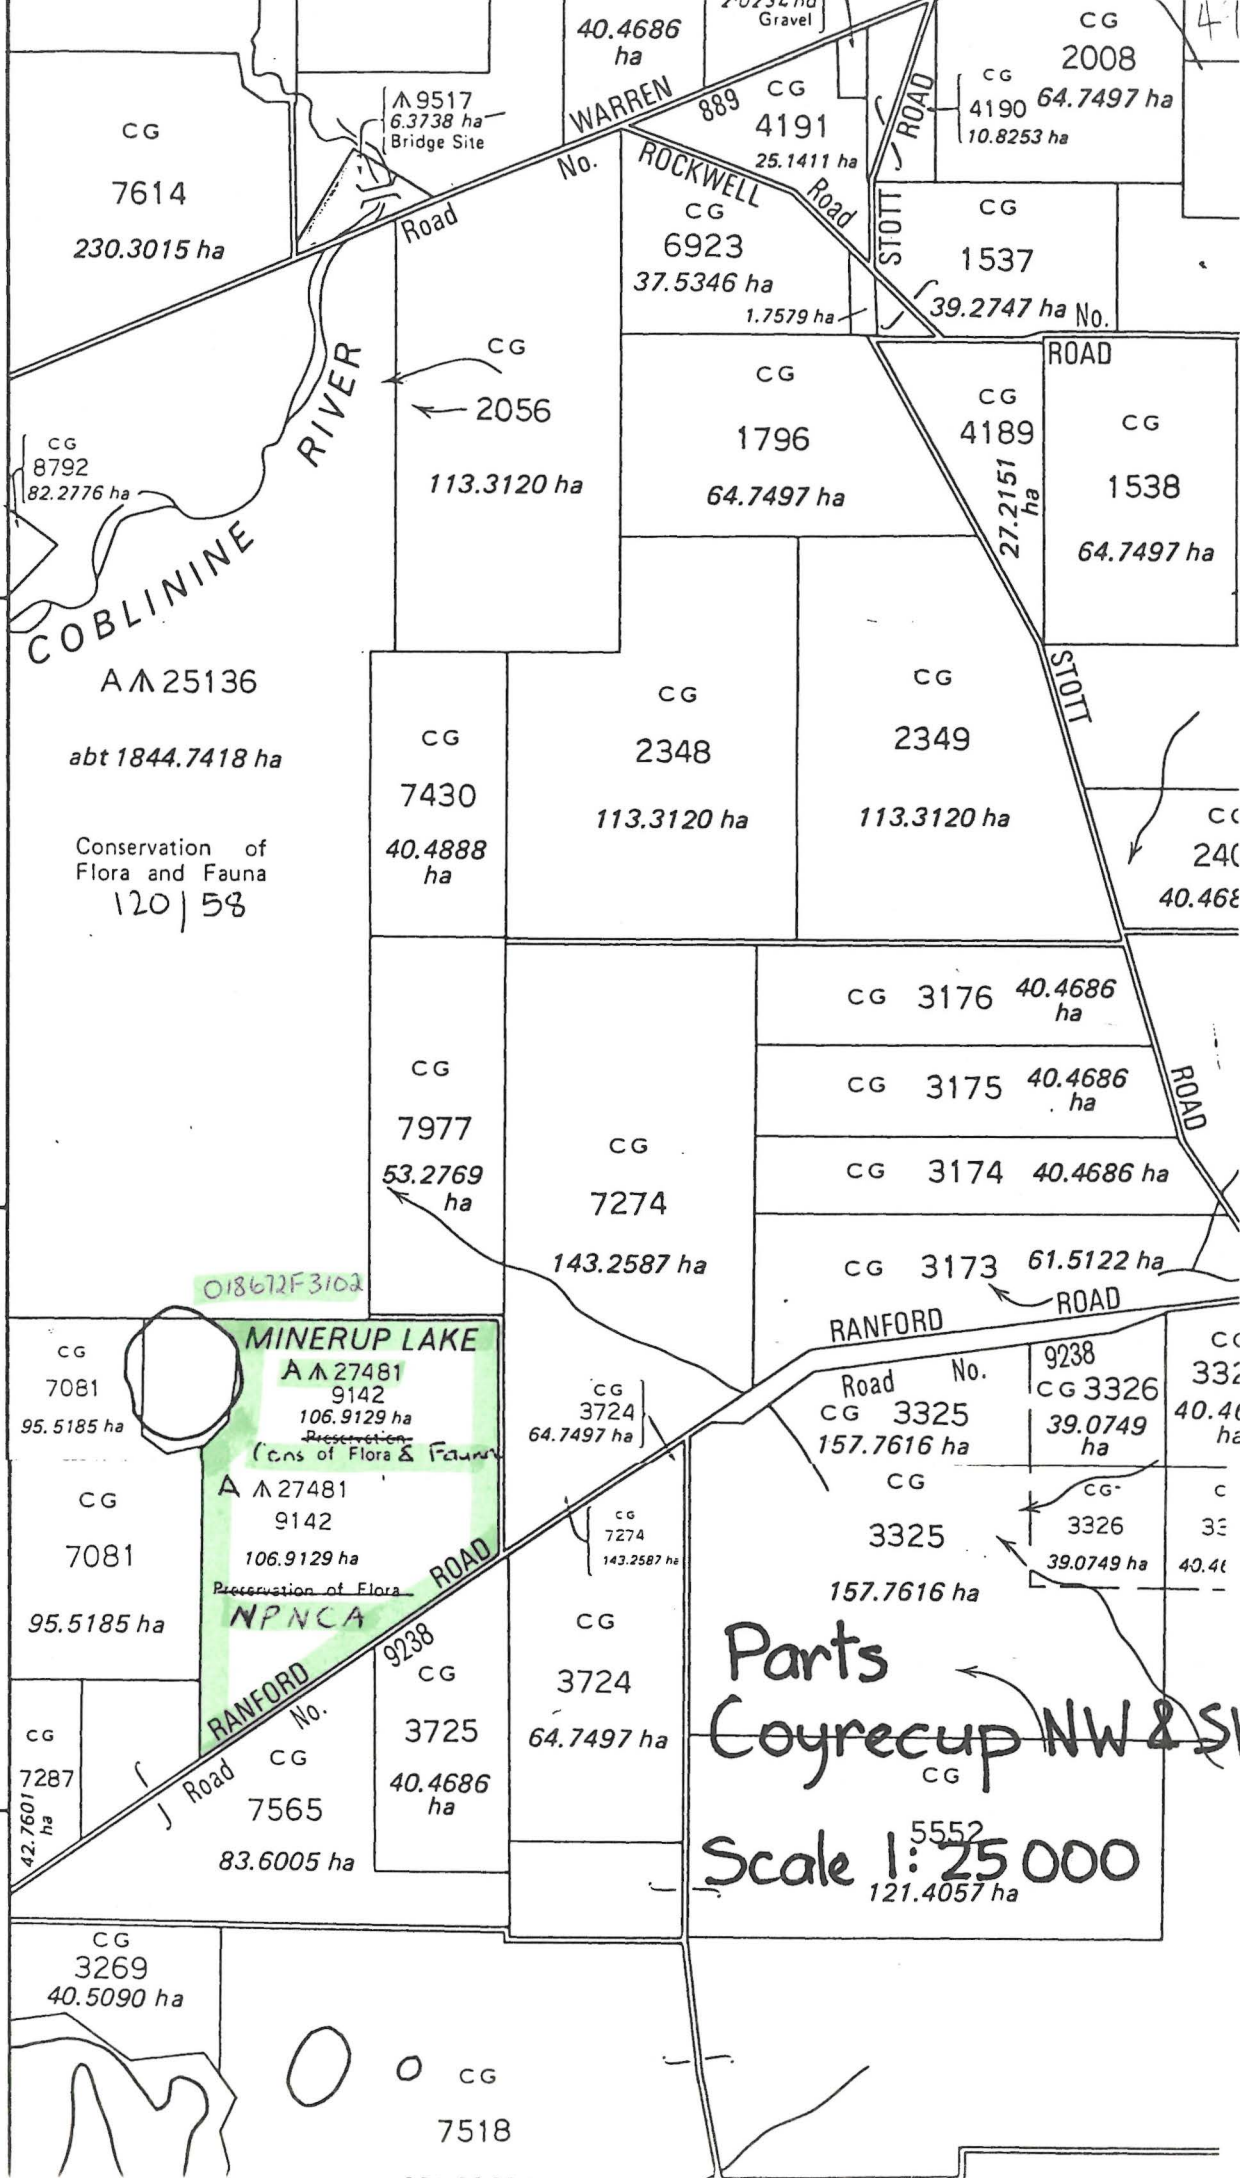 40.4686
ha
Gravel
CG
2008
64.7497 ha
CG
4190
10.8253 ha
CG
7614
230.3015 ha
9517
6.3738 ha
Bridge Site
WARREN
No.
889
Road
CG
4191
25.1411 ha
ROAD
STOTT
ROCKWELL
Road
CG
6923
37.5346 ha
1.7579 ha
CG
1537
39.2747 ha
No.
ROAD
CG
8792
82.2776 ha
COBLININE
RIVER
CG
2056
113.3120 ha
CG
1796
64.7497 ha
CG
4189
27.2151
ha
CG
1538
64.7497 ha
STOTT
A 25136
abt 1844.7418 ha
Conservation of
Flora and Fauna
120|58
CG
7430
40.4888
ha
CG
2348
113.3120 ha
CG
2349
113.3120 ha
CG
7977
53.2769
ha
CG
7274
143.2587 ha
CG 3176 40.4686
ha
CG 3175 40.4686
ha
CG 3174 40.4686 ha
CG 3173 61.5122 ha
ROAD
RANFORD
ROAD
018672F3102
MINERUP LAKE
A 27481
9142
106.9129 ha
Preservation
Cons of Flora & Fauna
A 27481
9142
106.9129 ha
Preservation of Flora
NPNCA
CG
7081
95.5185 ha
CG
7081
95.5185 ha
CG
3724
64.7497 ha
CG
7274
143.2587 ha
Road No.
9238
CG 3325
157.7616 ha
CG 3326
39.0749
ha
CG
3325
157.7616 ha
CG
3326
39.0749 ha
RANFORD
ROAD
Road No.
9238
CG
7287
42.7601
ha
CG
7565
83.6005 ha
CG
3725
40.4686
ha
CG
3724
64.7497 ha
Parts
Coyrecup NW &
CG
5552
121.4057 ha
Scale 1:25000
CG
3269
40.5090 ha
CG
7518